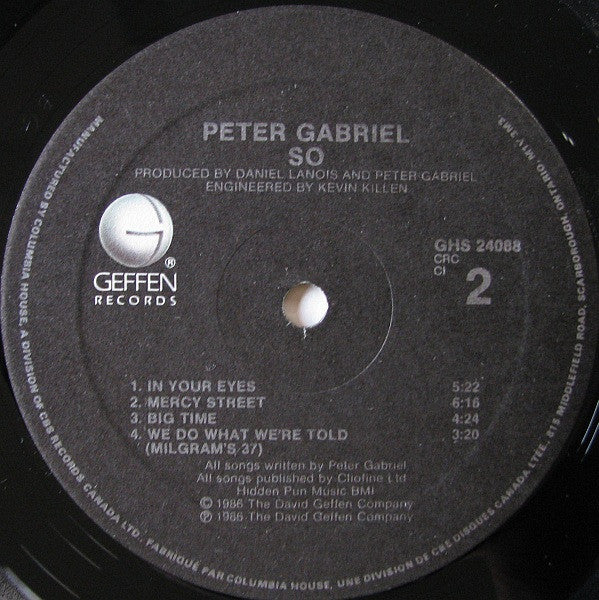 PETER GABRIEL
SO
PRODUCED BY DANIEL LANOIS AND PETER GABRIEL
ENGINEERED BY KEVIN KILLEN
G
®
GEFFEN
RECORDS
GHS 24088
CRC
CI
2
1. IN YOUR EYES 5:22
2. MERCY STREET 6:16
3. BIG TIME 4:24
4. WE DO WHAT WE'RE TOLD 3:20
(MILGRAM'S 37)
All songs written by Peter Gabriel
All songs published by Cliofine Ltd
Hidden Pun Music BMI
© 1986 The David Geffen Company
℗ 1986 The David Geffen Company
MANUFACTURED BY COLUMBIA HOUSE, A DIVISION OF CBS RECORDS CANADA LTD. FABRIQUÉ PAR COLUMBIA HOUSE, UNE DIVISION DE CBS DISQUES CANADA LTÉE. 815 MIDDLEFIELD ROAD, SCARBOROUGH, ONTARIO,